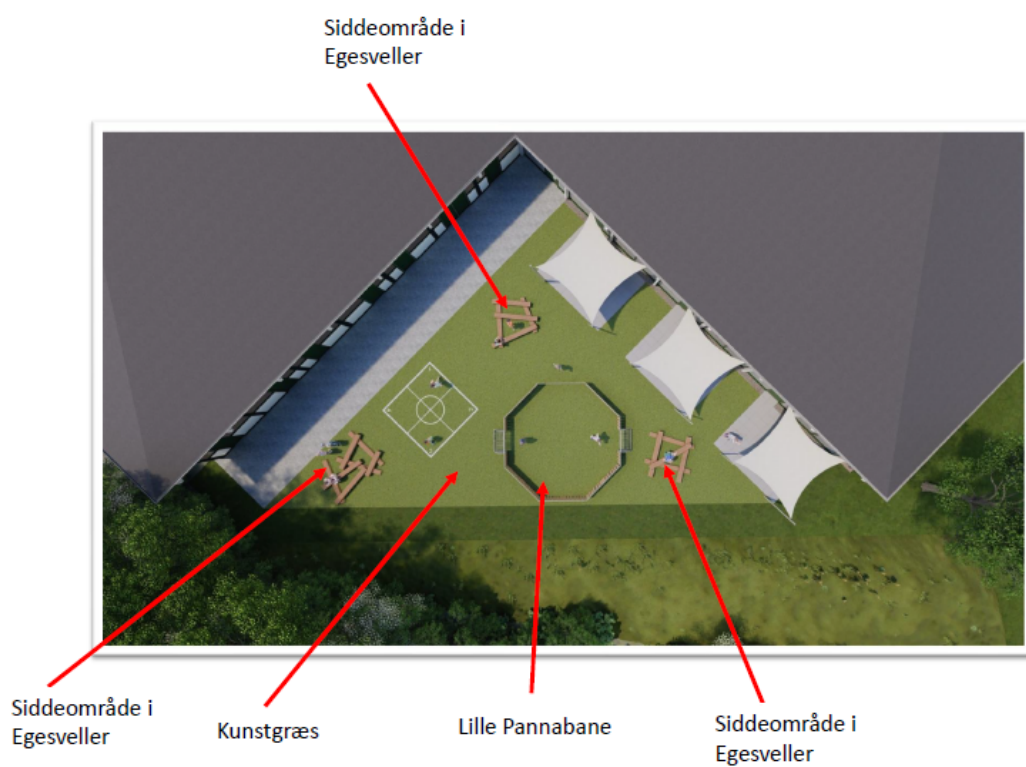 Siddeområde i
Egesveller
Siddeområde i
Egesveller
Kunstgræs
Lille Pannabane
Siddeområde i
Egesveller